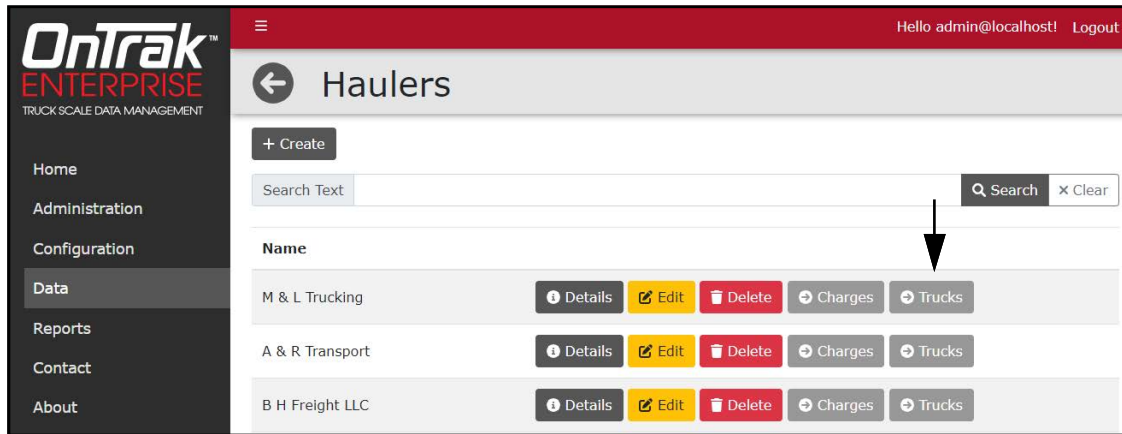 OnTrak™
ENTERPRISE
TRUCK SCALE DATA MANAGEMENT
Home
Administration
Configuration
Data
Reports
Contact
About
Hello admin@localhost! Logout
Haulers
+ Create
Search Text Search × Clear
Name
M & L Trucking Details Edit Delete Charges Trucks
A & R Transport Details Edit Delete Charges Trucks
B H Freight LLC Details Edit Delete Charges Trucks